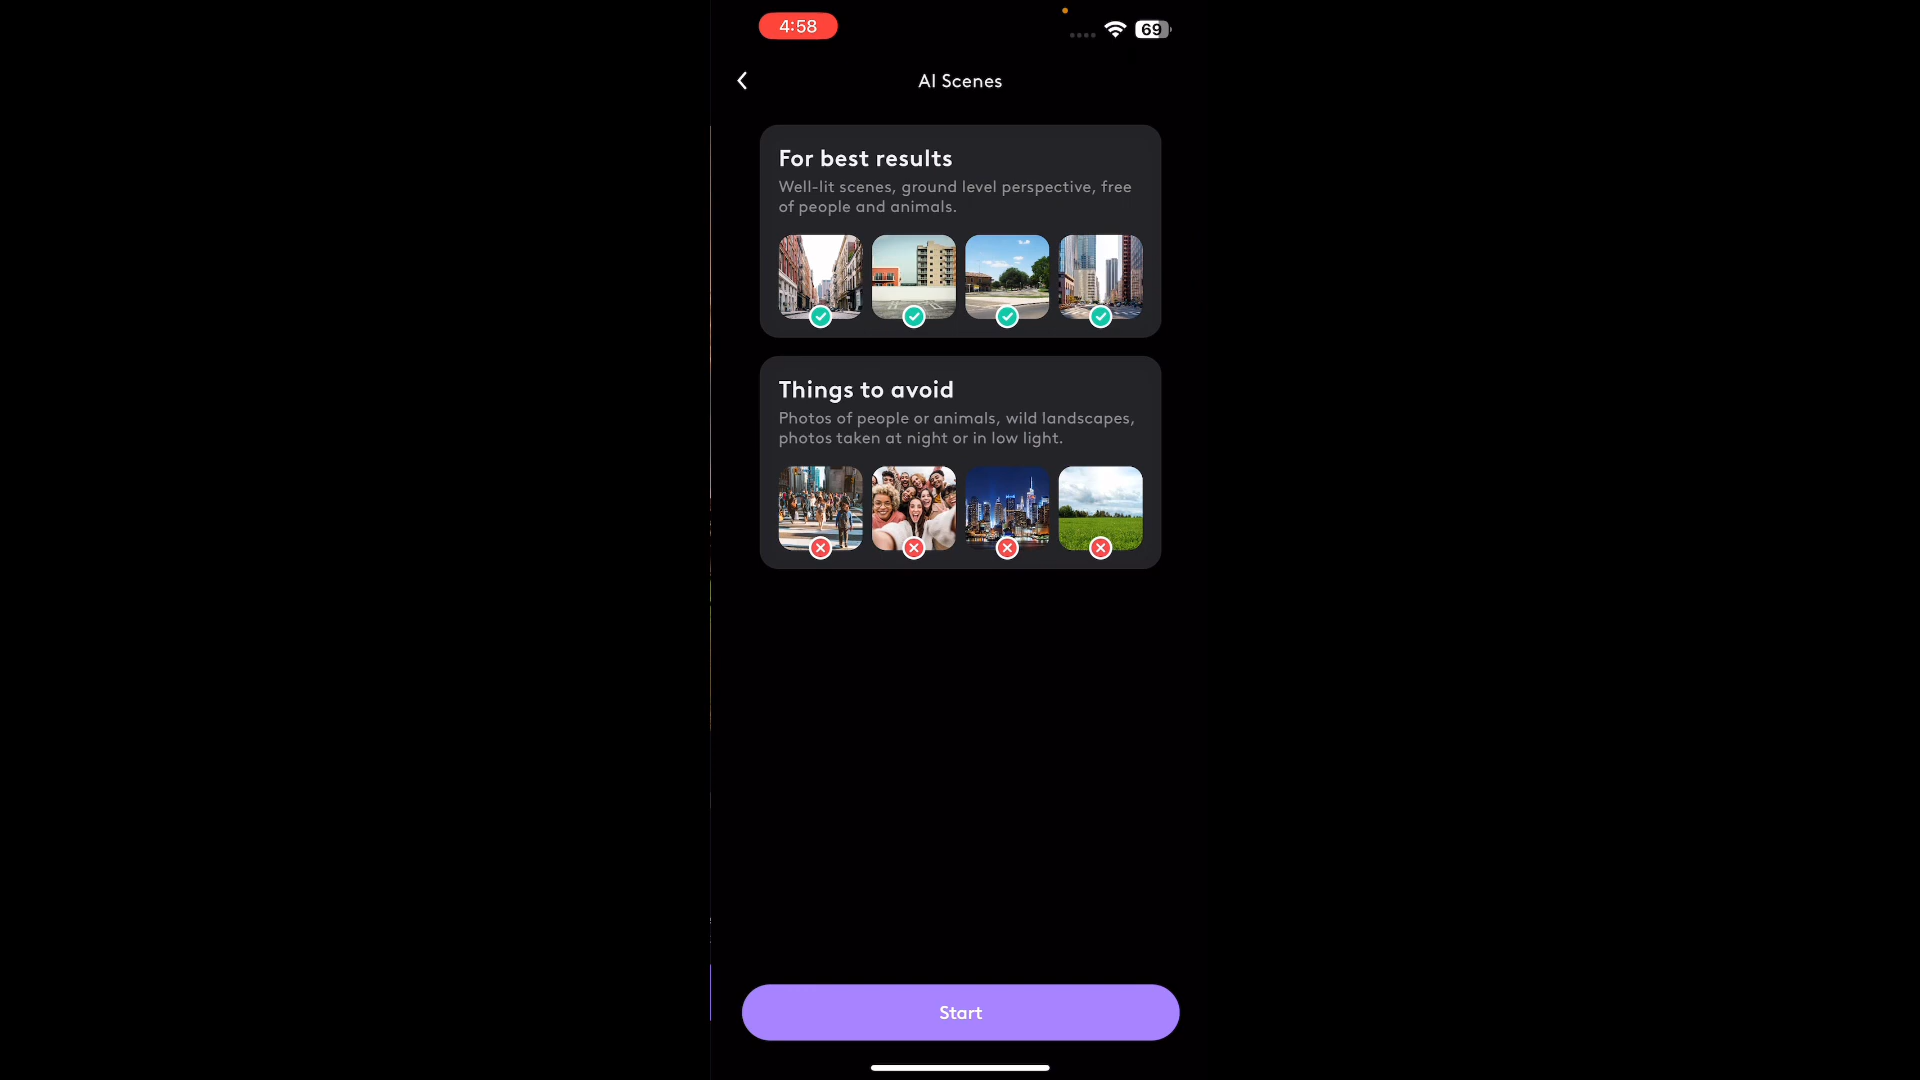 4:58
69
AI Scenes
For best results
Well-lit scenes, ground level perspective, free
of people and animals.
Things to avoid
Photos of people or animals, wild landscapes,
photos taken at night or in low light.
Start